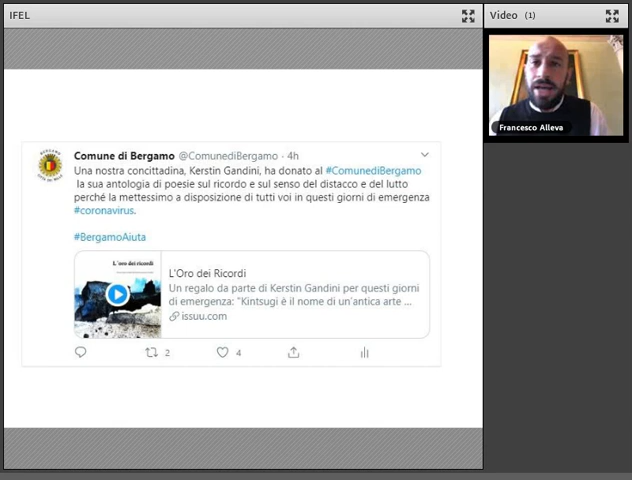 IFEL
Video (1)
Francesco Alleva
Comune di Bergamo @ComunediBergamo · 4h
Una nostra concittadina, Kerstin Gandini, ha donato al #ComunediBergamo
la sua antologia di poesie sul ricordo e sul senso del distacco e del lutto
perché la mettessimo a disposizione di tutti voi in questi giorni di emergenza
#coronavirus.
#BergamoAiuta
L'oro dei ricordi
L'Oro dei Ricordi
Un regalo da parte di Kerstin Gandini per questi giorni
di emergenza: "Kintsugi è il nome di un'antica arte ...
issuu.com
2
4